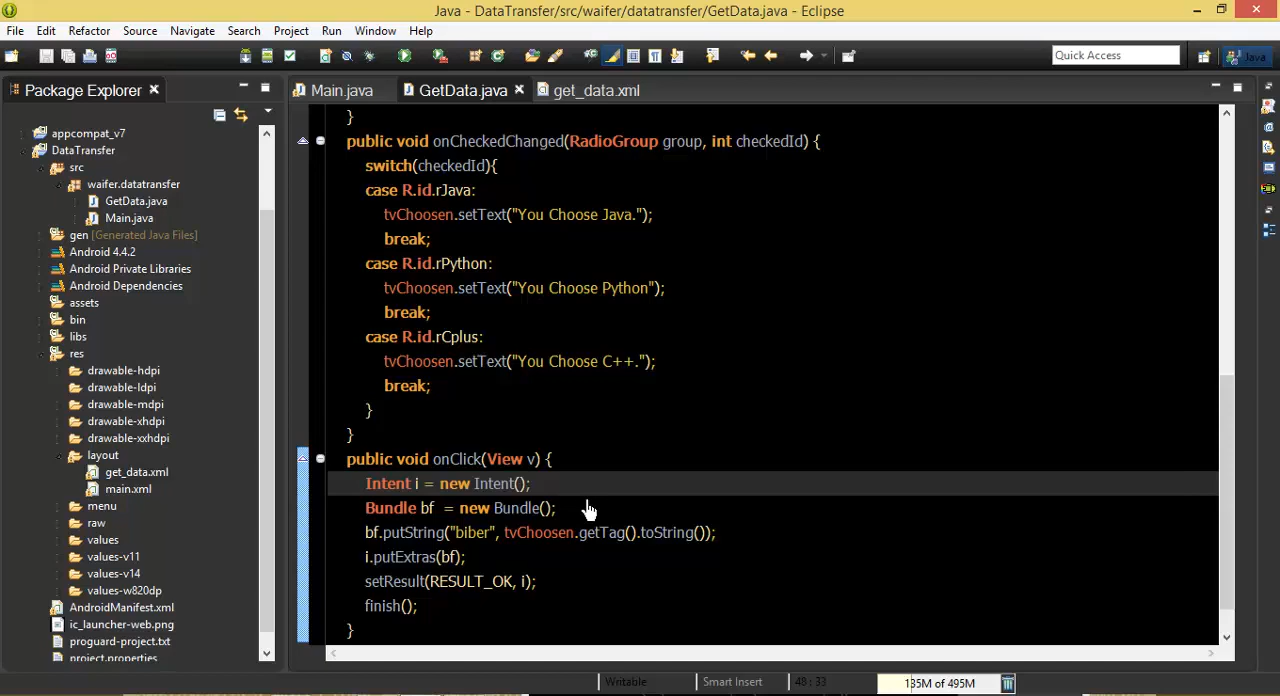 Java - DataTransfer/src/waifer/datatransfer/GetData.java - Eclipse
File Edit Refactor Source Navigate Search Project Run Window Help
Quick Access
Java
Package Explorer
Main.java
GetData.java
get_data.xml
appcompat_v7
DataTransfer
src
waifer.datatransfer
GetData.java
Main.java
gen [Generated Java Files]
Android 4.4.2
Android Private Libraries
Android Dependencies
assets
bin
libs
res
drawable-hdpi
drawable-ldpi
drawable-mdpi
drawable-xhdpi
drawable-xxhdpi
layout
get_data.xml
main.xml
menu
raw
values
values-v11
values-v14
values-w820dp
AndroidManifest.xml
ic_launcher-web.png
proguard-project.txt
project.properties
}
public void onCheckedChanged(RadioGroup group, int checkedId) {
switch(checkedId){
case R.id.rJava:
tvChoosen.setText("You Choose Java.");
break;
case R.id.rPython:
tvChoosen.setText("You Choose Python");
break;
case R.id.rCplus:
tvChoosen.setText("You Choose C++.");
break;
}
}
public void onClick(View v) {
Intent i = new Intent();
Bundle bf  = new Bundle();
bf.putString("biber", tvChoosen.getTag().toString());
i.putExtras(bf);
setResult(RESULT_OK, i);
finish();
}
Writable
Smart Insert
48 : 33
135M of 495M